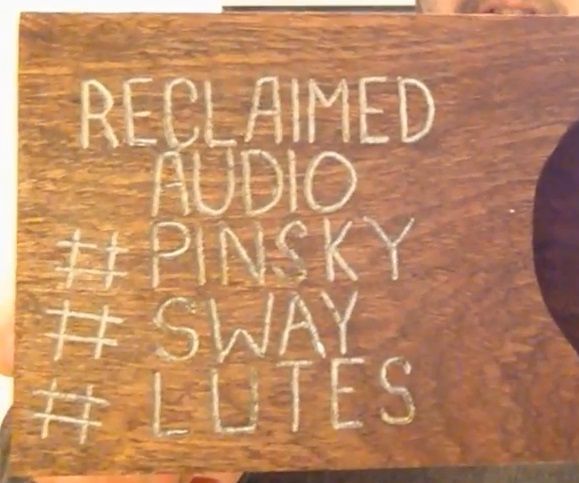 RECLAIMED
AUDIO
# PINSKY
# SWAY
# LUTES